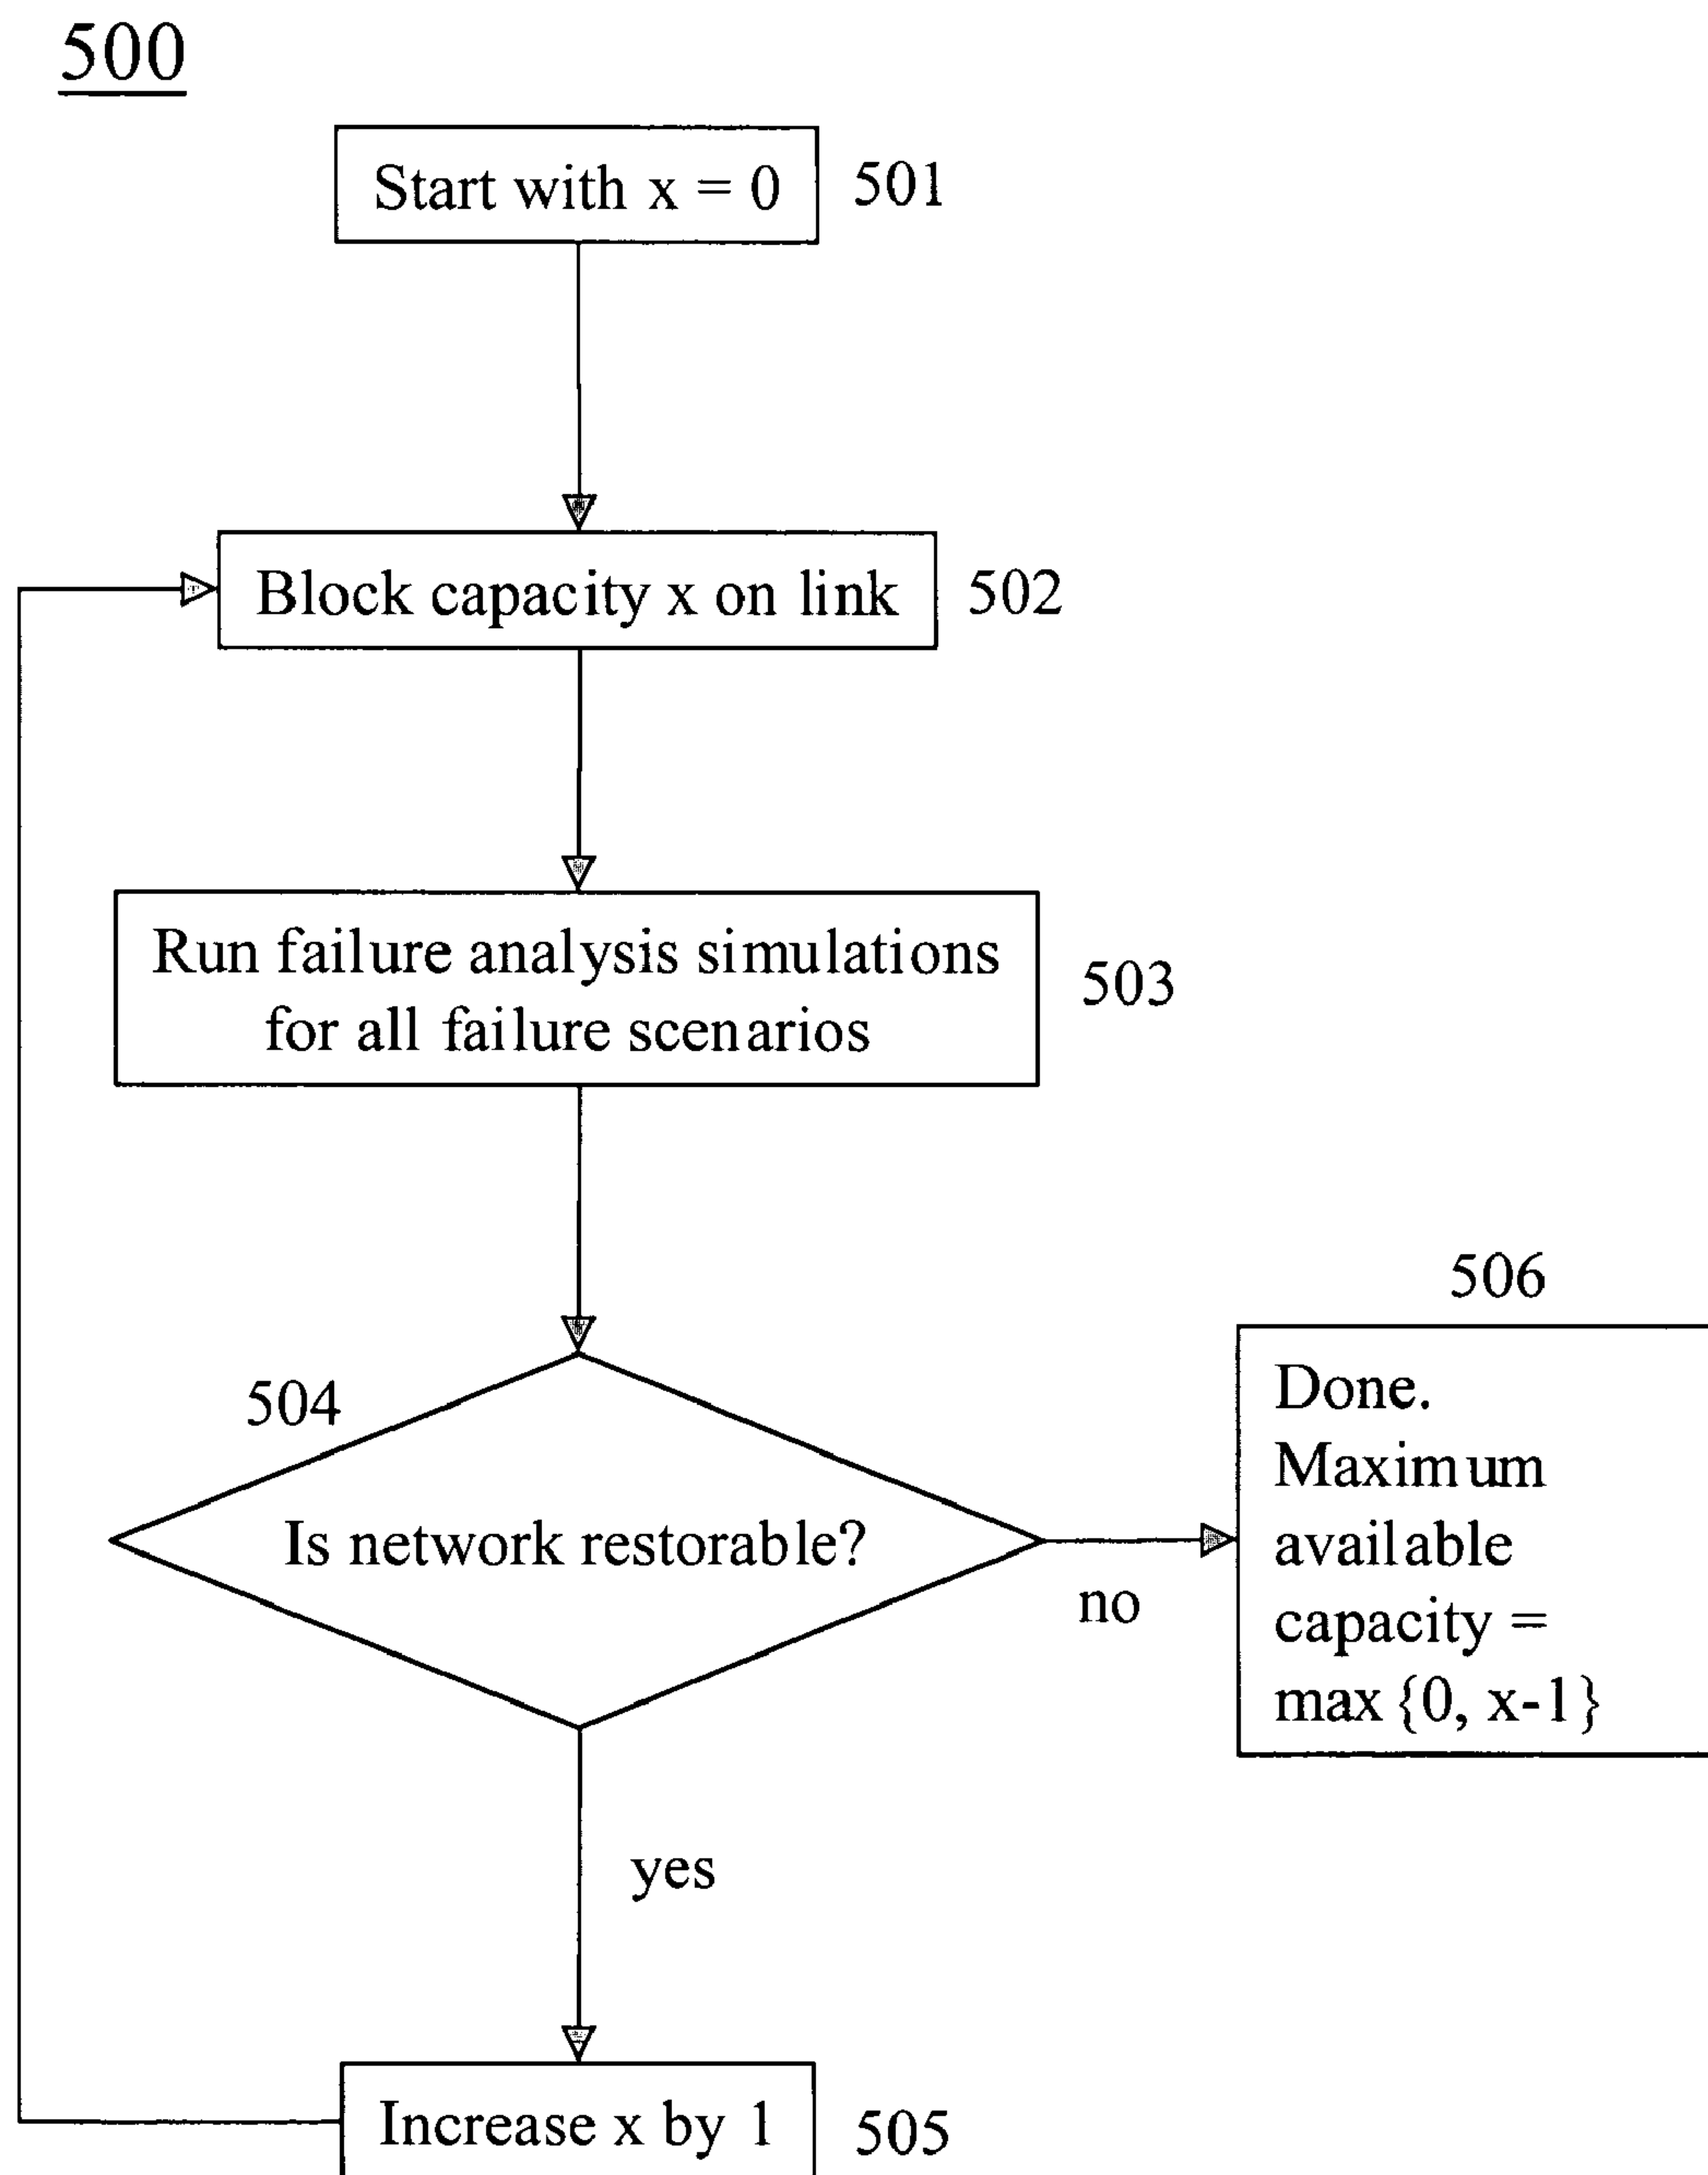 500
Start with x = 0
501
Block capacity x on link
502
Run failure analysis simulations
for all failure scenarios
503
504
Is network restorable?
no
506
Done.
Maximum
available
capacity =
max {0, x-1}
yes
Increase x by 1
505